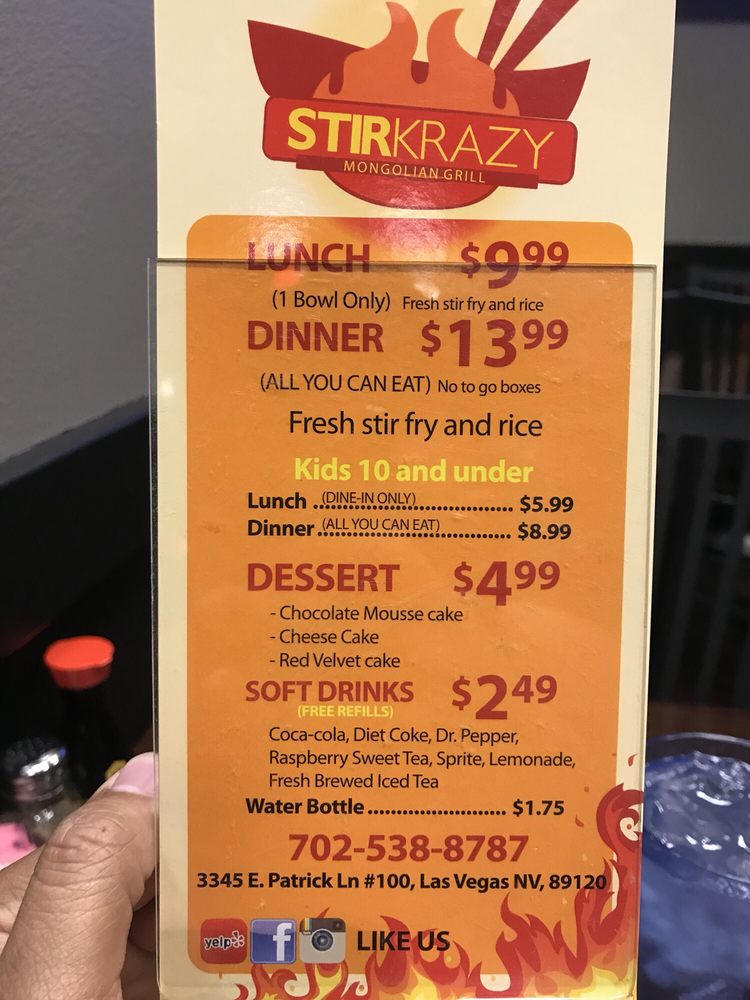 STIRKRAZY
MONGOLIAN GRILL
LUNCH $9.99
(1 Bowl Only) Fresh stir fry and rice
DINNER $13.99
(ALL YOU CAN EAT) No to go boxes
Fresh stir fry and rice
Kids 10 and under
Lunch (DINE-IN ONLY) $5.99
Dinner (ALL YOU CAN EAT) $8.99
DESSERT $4.99
- Chocolate Mousse cake
- Cheese Cake
- Red Velvet cake
SOFT DRINKS $2.49
(FREE REFILLS)
Coca-cola, Diet Coke, Dr. Pepper,
Raspberry Sweet Tea, Sprite, Lemonade,
Fresh Brewed Iced Tea
Water Bottle $1.75
702-538-8787
3345 E. Patrick Ln #100, Las Vegas NV, 89120
yelp f LIKE US